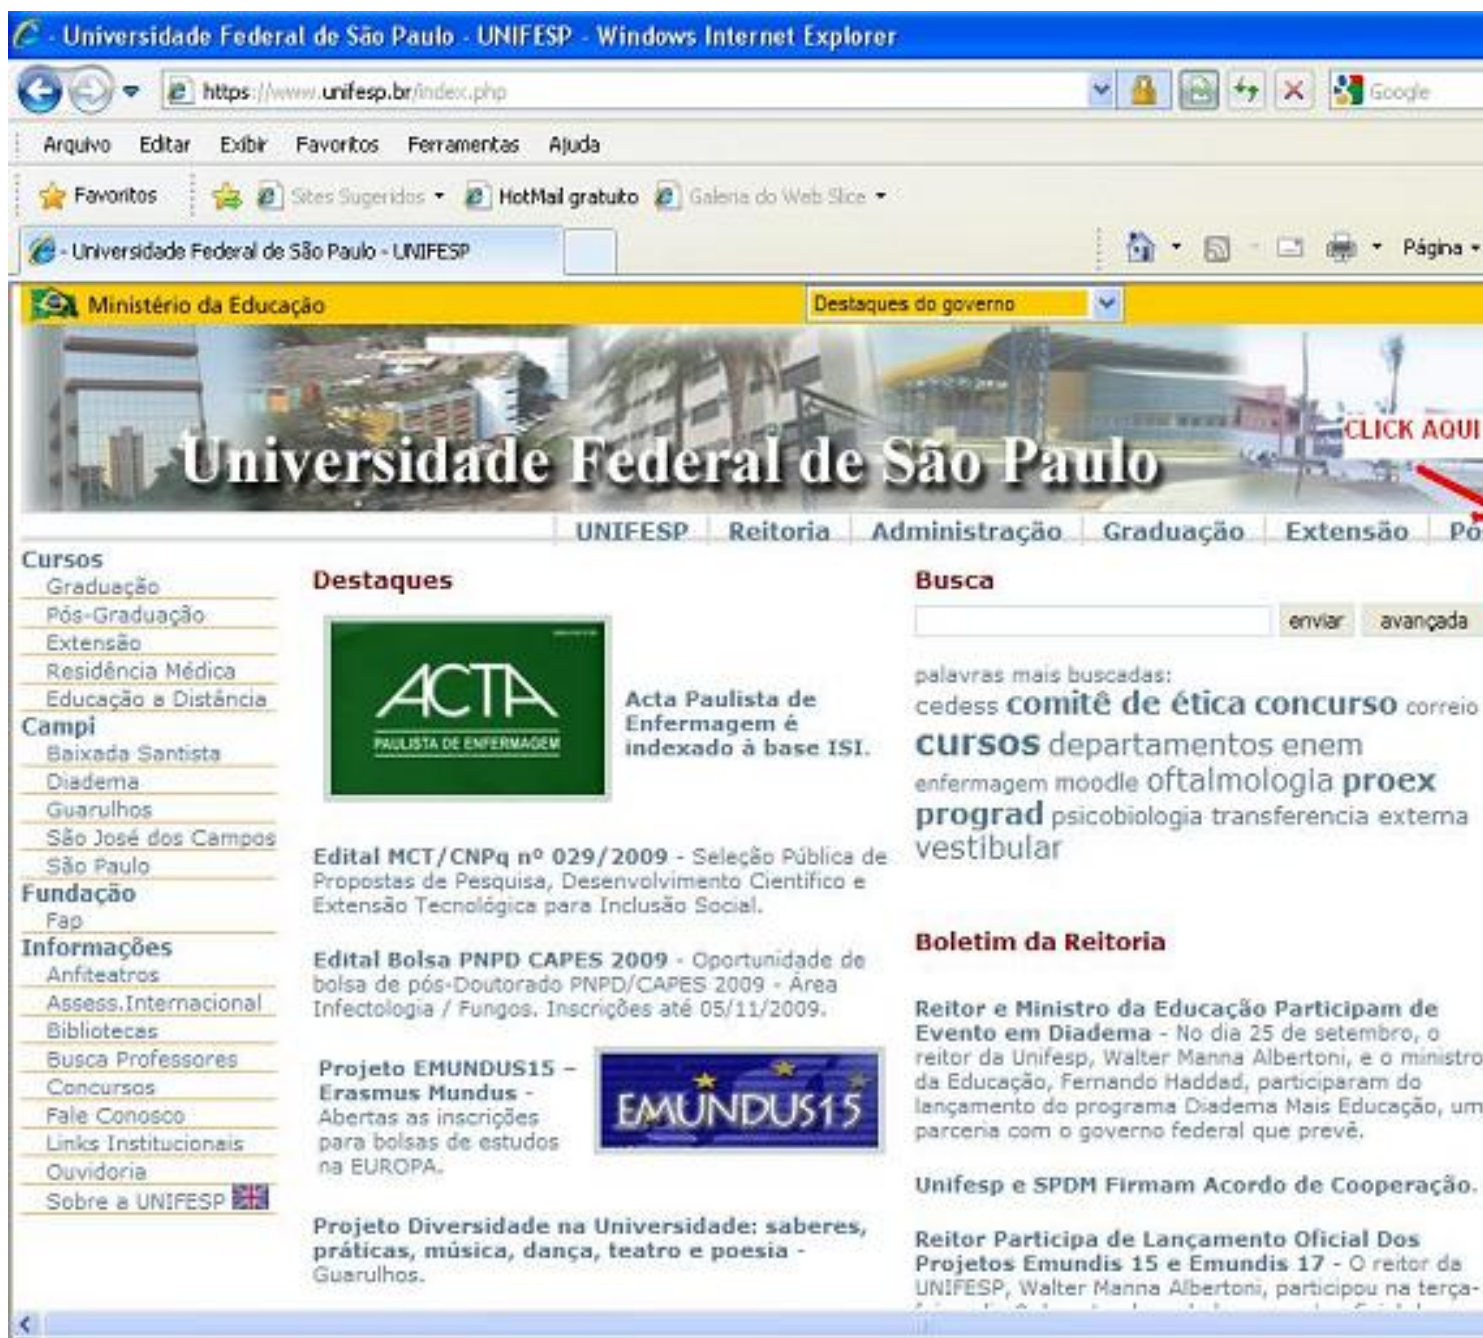 - Universidade Federal de São Paulo - UNIFESP - Windows Internet Explorer
https://www.unifesp.br/index.php
Google
Arquivo Editar Exibir Favoritos Ferramentas Ajuda
Favoritos Sites Sugeridos HotMail gratuito Galeria do Web Slice
- Universidade Federal de São Paulo - UNIFESP
Página
Ministério da Educação
Destaques do governo
CLICK AQUI
Universidade Federal de São Paulo
UNIFESP Reitoria Administração Graduação Extensão Pó
Cursos
Graduação
Pós-Graduação
Extensão
Residência Médica
Educação a Distância
Campi
Baixada Santista
Diadema
Guarulhos
São José dos Campos
São Paulo
Fundação
Fap
Informações
Anfiteatros
Assess.Internacional
Bibliotecas
Busca Professores
Concursos
Fale Conosco
Links Institucionais
Ouvidoria
Sobre a UNIFESP
Destaques
ACTA
PAULISTA DE ENFERMAGEM
Acta Paulista de
Enfermagem é
indexado à base ISI.
Edital MCT/CNPq nº 029/2009 - Seleção Pública de
Propostas de Pesquisa, Desenvolvimento Científico e
Extensão Tecnológica para Inclusão Social.
Edital Bolsa PNPD CAPES 2009 - Oportunidade de
bolsa de pós-Doutorado PNPD/CAPES 2009 - Área
Infectologia / Fungos. Inscrições até 05/11/2009.
Projeto EMUNDUS15 –
Erasmus Mundus -
Abertas as inscrições
para bolsas de estudos
na EUROPA.
EMUNDUS15
Projeto Diversidade na Universidade: saberes,
práticas, música, dança, teatro e poesia -
Guarulhos.
Busca
enviar avançada
palavras mais buscadas:
cedess comitê de ética concurso correio
cursos departamentos enem
enfermagem moodle oftalmologia proex
prograd psicobiologia transferencia externa
vestibular
Boletim da Reitoria
Reitor e Ministro da Educação Participam de
Evento em Diadema - No dia 25 de setembro, o
reitor da Unifesp, Walter Manna Albertoni, e o ministro
da Educação, Fernando Haddad, participaram do
lançamento do programa Diadema Mais Educação, um
parceria com o governo federal que prevê.
Unifesp e SPDM Firmam Acordo de Cooperação.
Reitor Participa de Lançamento Oficial Dos
Projetos Emundis 15 e Emundis 17 - O reitor da
UNIFESP, Walter Manna Albertoni, participou na terça-